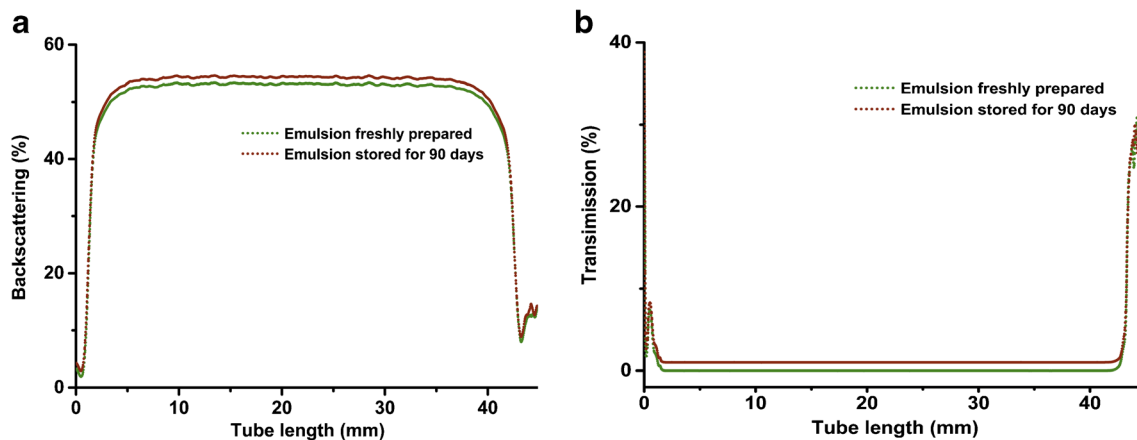 a
60
40
20
0
Backscattering (%)
Emulsion freshly prepared
Emulsion stored for 90 days
0 10 20 30 40
Tube length (mm)
b
40
20
0
Transimission (%)
Emulsion freshly prepared
Emulsion stored for 90 days
0 10 20 30 40
Tube length (mm)